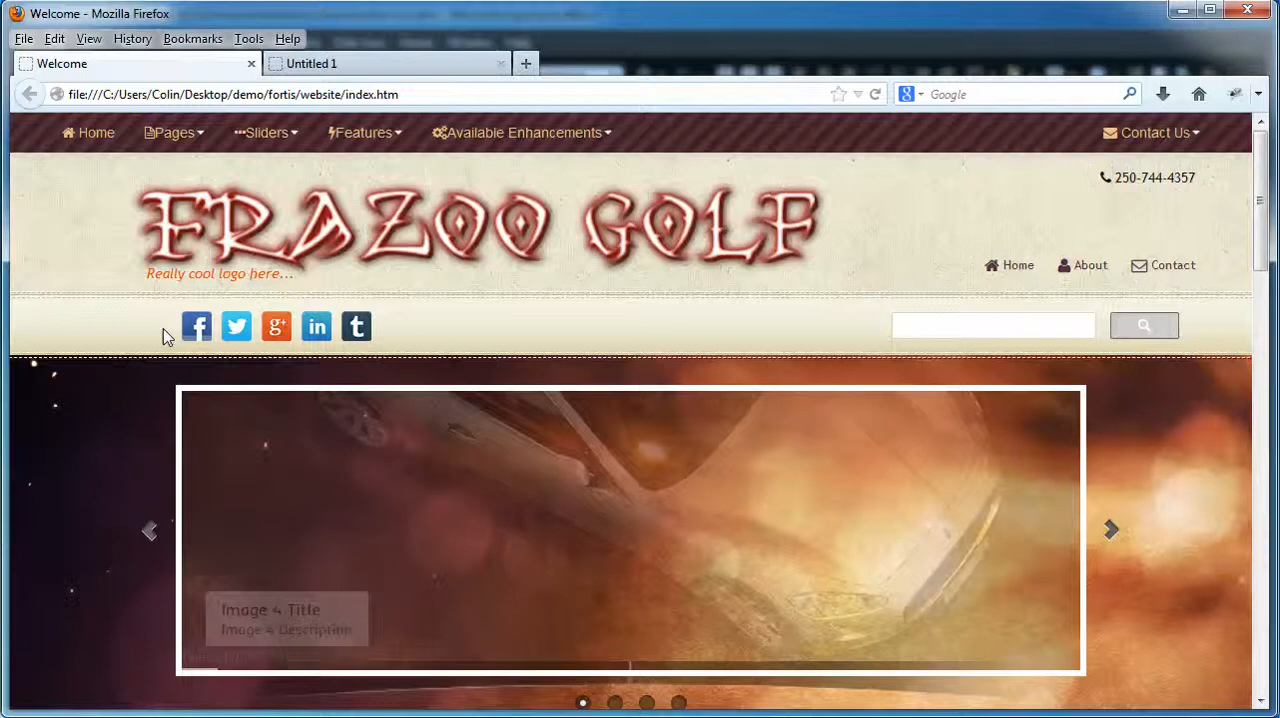 Welcome - Mozilla Firefox
File Edit View History Bookmarks Tools Help
Welcome Untitled 1
file:///C:/Users/Colin/Desktop/demo/fortis/website/index.htm
Google
Home Pages Sliders Features Available Enhancements Contact Us
250-744-4357
FRAZOO GOLF
Really cool logo here...
Home About Contact
Image 4 Title
Image 4 Description